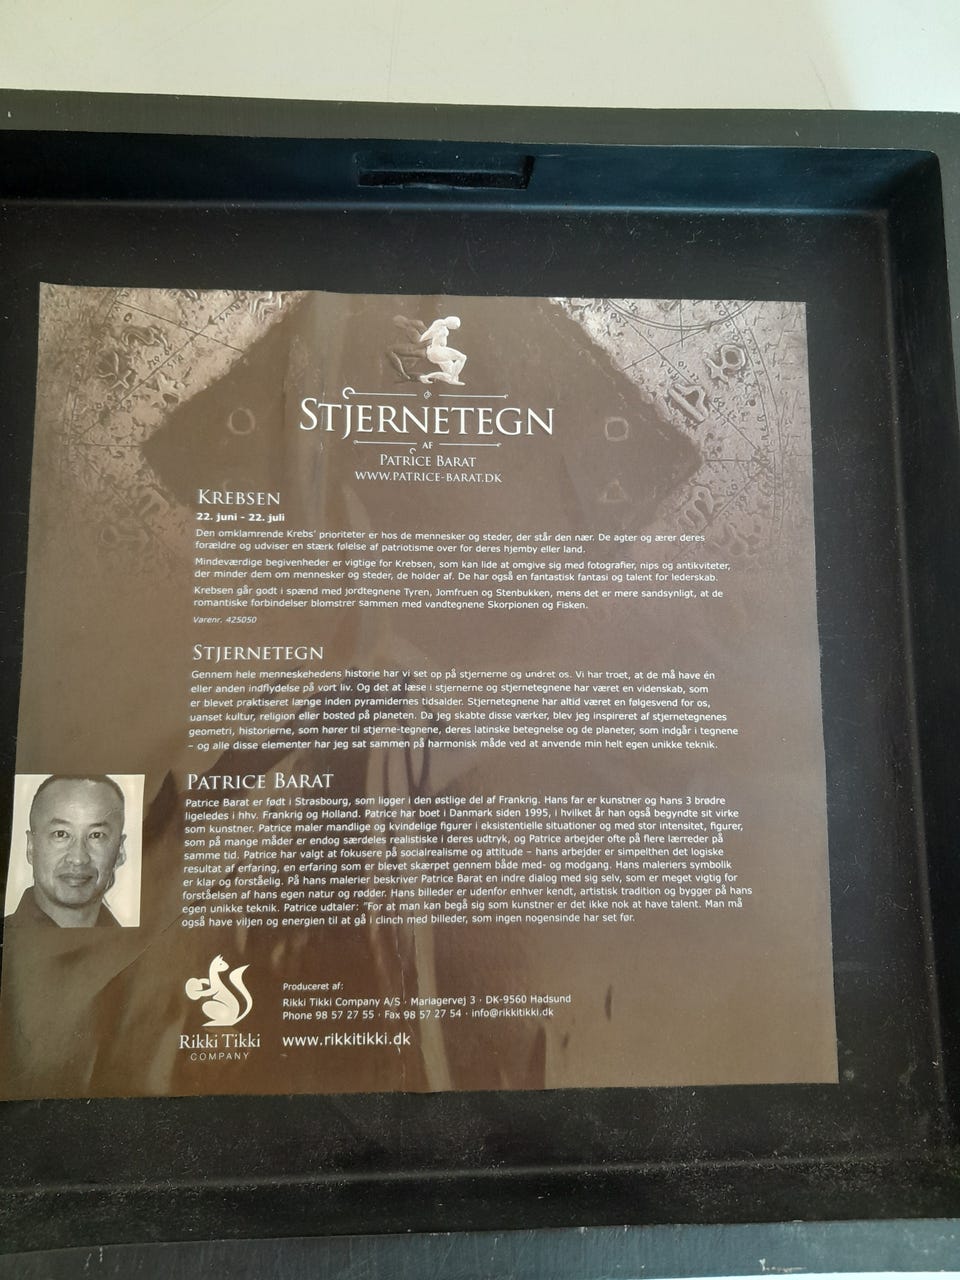 STJERNETEGN
AF
PATRICE BARAT
WWW.PATRICE-BARAT.DK
KREBSEN
22. juni - 22. juli
Den omklamrende Krebs' prioriteter er hos de mennesker og steder, der står den nær. De agter og ærer deres
forældre og udviser en stærk følelse af patriotisme over for deres hjemby eller land.
Mindeværdige begivenheder er vigtige for Krebsen, som kan lide at omgive sig med fotografier, nips og antikviteter,
der minder dem om mennesker og steder, de holder af. De har også en fantastisk fantasi og talent for lederskab.
Krebsen går godt i spænd med jordtegnene Tyren, Jomfruen og Stenbukken, mens det er mere sandsynligt, at de
romantiske forbindelser blomstrer sammen med vandtegnene Skorpionen og Fisken.
Varenr. 425050
STJERNETEGN
Gennem hele menneskehedens historie har vi set op på stjernerne og undret os. Vi har troet, at de må have én
eller anden indflydelse på vort liv. Og det at læse i stjernerne og stjernetegnene har været en videnskab, som
er blevet praktiseret længe inden pyramidernes tidsalder. Stjernetegnene har altid været en følgesvend for os,
uanset kultur, religion eller bosted på planeten. Da jeg skabte disse værker, blev jeg inspireret af stjernetegnenes
geometri, historierne, som hører til stjerne-tegnene, deres latinske betegnelse og de planeter, som indgår i tegnene
– og alle disse elementer har jeg sat sammen på harmonisk måde ved at anvende min helt egen unikke teknik.
PATRICE BARAT
Patrice Barat er født i Strasbourg, som ligger i den østlige del af Frankrig. Hans far er kunstner og hans 3 brødre
ligeledes i hhv. Frankrig og Holland. Patrice har boet i Danmark siden 1995, i hvilket år han også begyndte sit virke
som kunstner. Patrice maler mandlige og kvindelige figurer i eksistentielle situationer og med stor intensitet, figurer,
som på mange måder er endog særdeles realistiske i deres udtryk, og Patrice arbejder ofte på flere lærreder på
samme tid. Patrice har valgt at fokusere på socialrealisme og attitude – hans arbejder er simpelthen det logiske
resultat af erfaring, en erfaring som er blevet skærpet gennem både med- og modgang. Hans maleriers symbolik
er klar og forståelig. På hans malerier beskriver Patrice Barat en indre dialog med sig selv, som er meget vigtig for
forståelsen af hans egen natur og rødder. Hans billeder er udenfor enhver kendt, artistisk tradition og bygger på hans
egen unikke teknik. Patrice udtaler: "For at man kan begå sig som kunstner er det ikke nok at have talent. Man må
også have viljen og energien til at gå i clinch med billeder, som ingen nogensinde har set før.
Produceret af:
Rikki Tikki Company A/S · Mariagervej 3 · DK-9560 Hadsund
Phone 98 57 27 55 · Fax 98 57 27 54 · info@rikkitikki.dk
www.rikkitikki.dk
Rikki Tikki
COMPANY